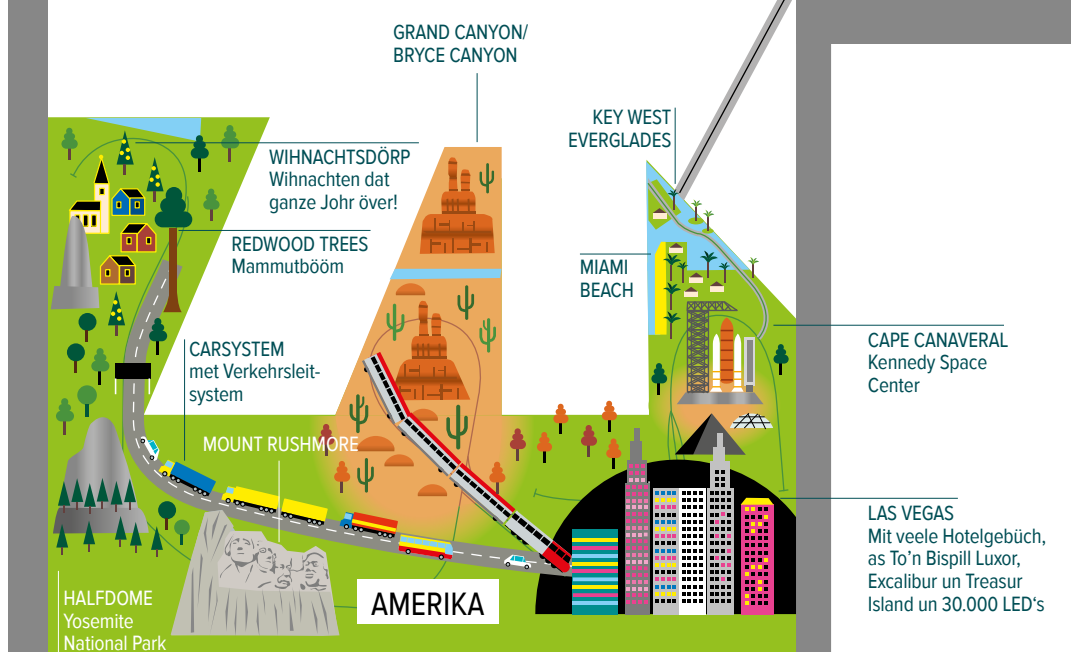 GRAND CANYON/
BRYCE CANYON
KEY WEST
EVERGLADES
WIHNACHTSDÖRP
Wihnachten dat
ganze Johr över!
REDWOOD TREES
Mammutbööm
MIAMI
BEACH
CARSYSTEM
met Verkehrsleit-
system
CAPE CANAVERAL
Kennedy Space
Center
MOUNT RUSHMORE
LAS VEGAS
Mit veele Hotelgebüch,
as To’n Bispill Luxor,
Excalibur un Treasur
Island un 30.000 LED‘s
HALFDOME
Yosemite
National Park
AMERIKA